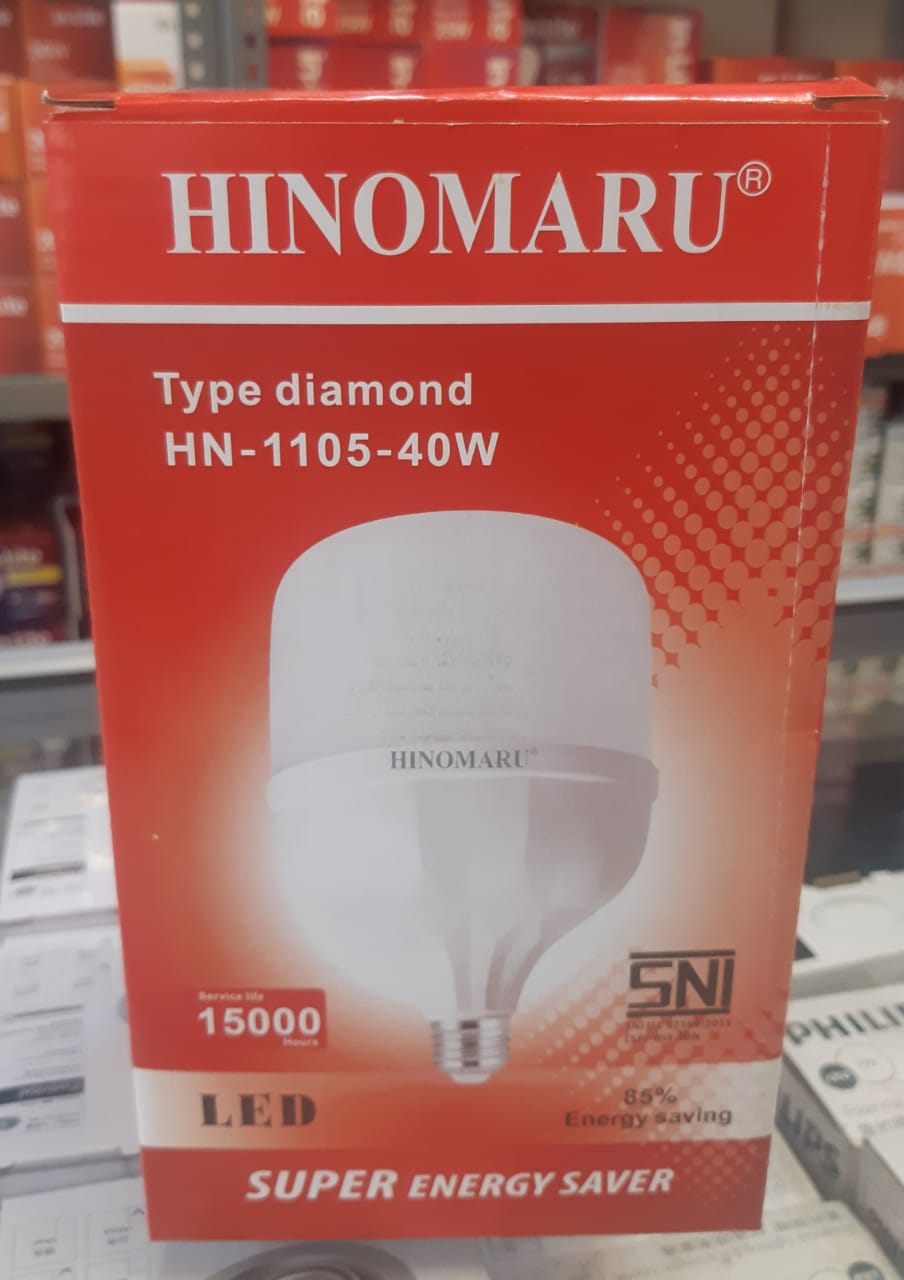 HINOMARU®
Type diamond
HN-1105-40W
HINOMARU®
Service life
15000
Hours
SNI
LED
85%
Energy saving
SUPER ENERGY SAVER